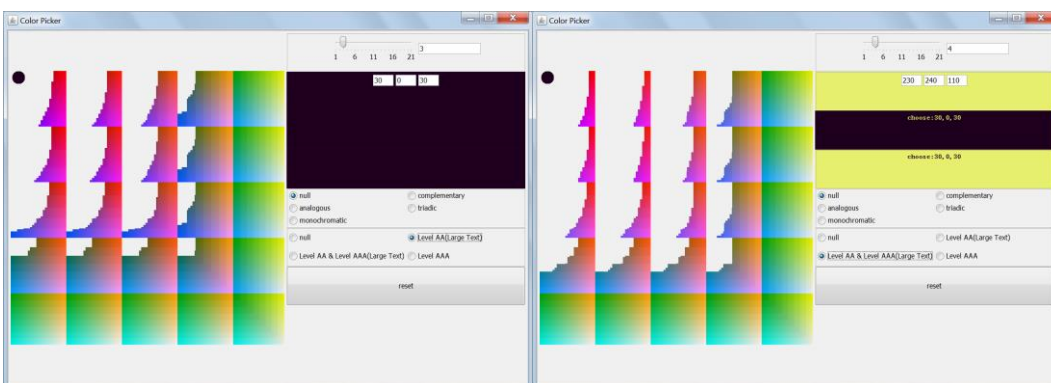 Color Picker
3
1 6 11 16 21
30 0 30
null complementary
analogous triadic
monochromatic
null Level AA(Large Text)
Level AA & Level AAA(Large Text) Level AAA
reset
Color Picker
4
1 6 11 16 21
230 240 110
choose:30, 0, 30
choose:30, 0, 30
null complementary
analogous triadic
monochromatic
null Level AA(Large Text)
Level AA & Level AAA(Large Text) Level AAA
reset